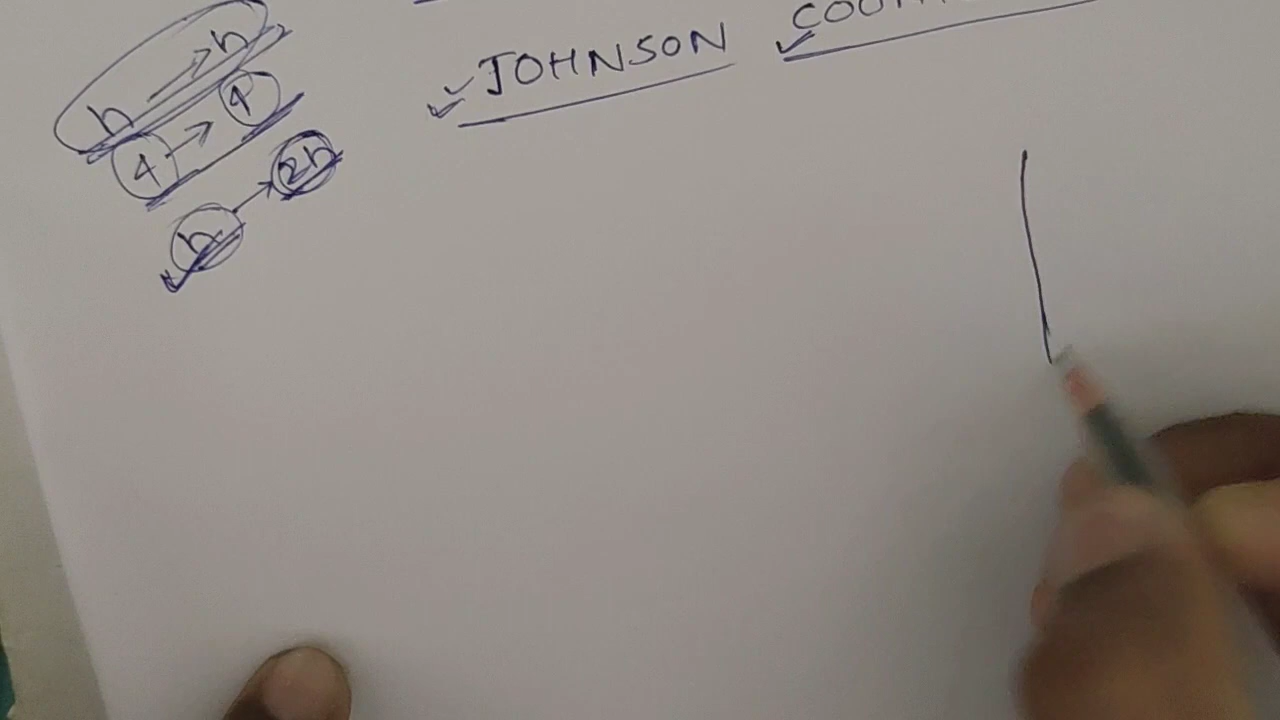 JOHNSON
n → n
4 → 4
n → 2n